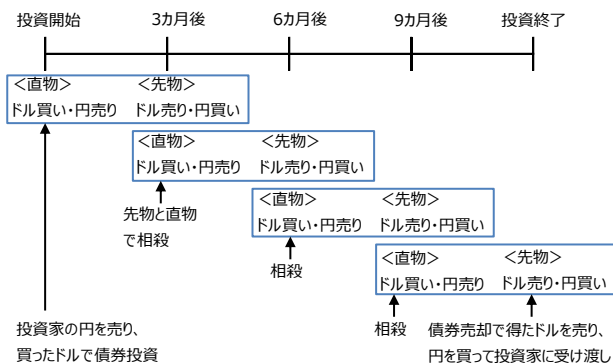 投資開始 3カ月後 6カ月後 9カ月後 投資終了
<直物> <先物>
ドル買い・円売り ドル売り・円買い
<直物> <先物>
ドル買い・円売り ドル売り・円買い
先物と直物
で相殺
<直物> <先物>
ドル買い・円売り ドル売り・円買い
相殺
<直物> <先物>
ドル買い・円売り ドル売り・円買い
相殺
投資家の円を売り、
買ったドルで債券投資
債券売却で得たドルを売り、
円を買って投資家に受け渡し